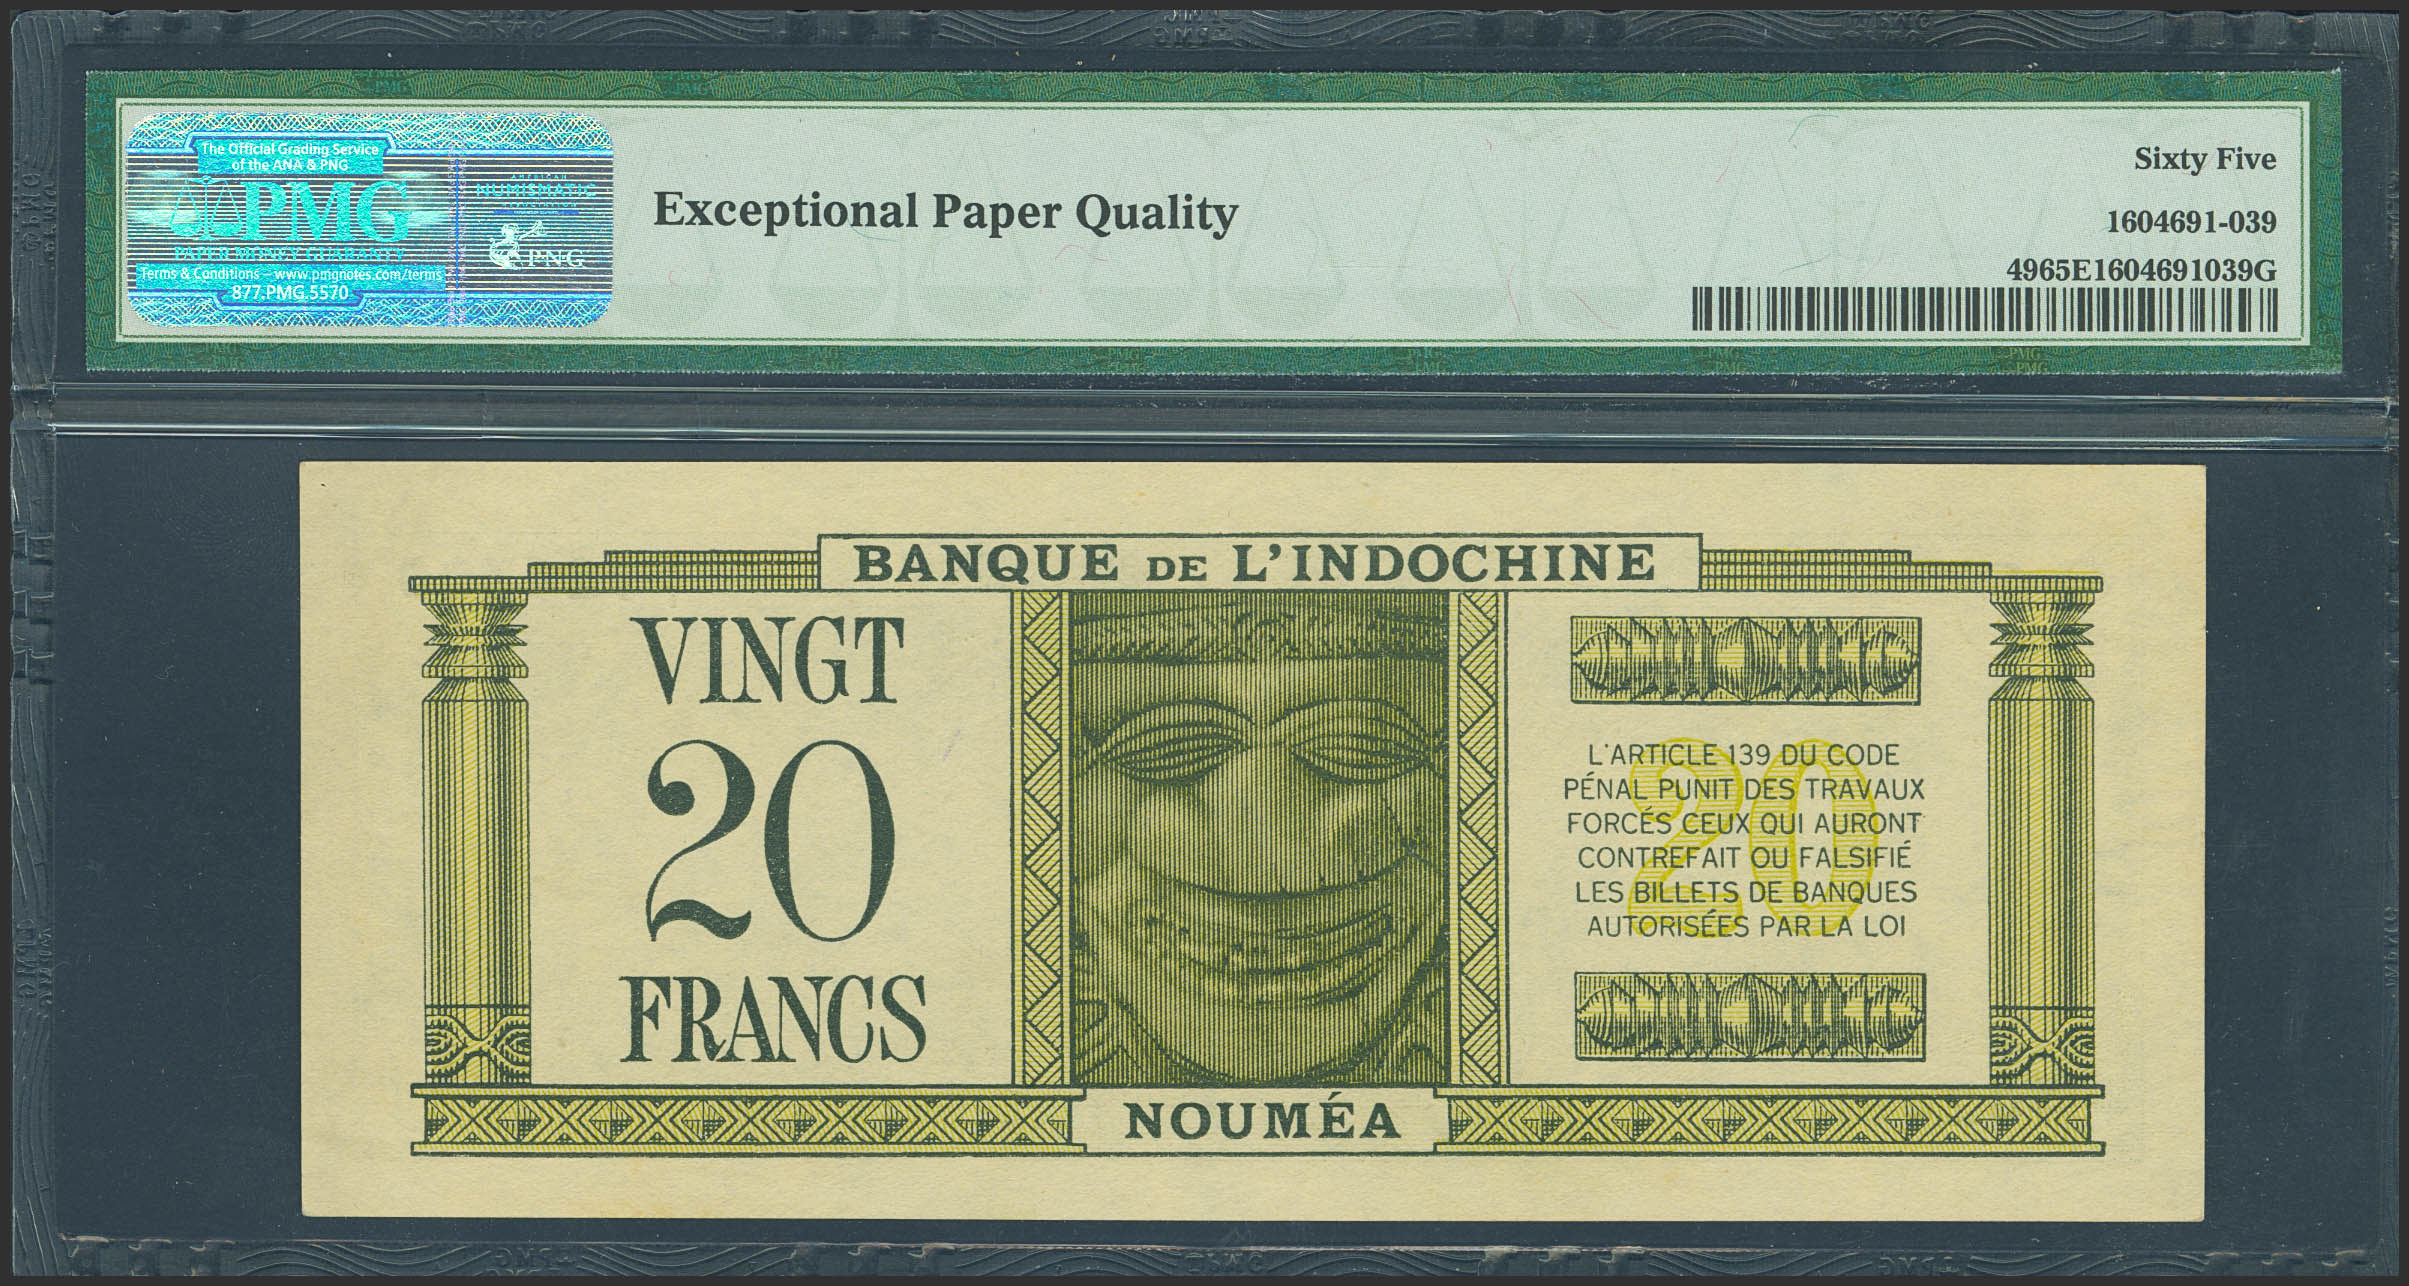 The Official Grading Service
of the ANA & PNG
PMG
PAPER MONEY GUARANTY
Terms & Conditions – www.pmgnotes.com/terms
877.PMG.5570
AMERICAN
NUMISMATIC
ASSOCIATION
PNG
Exceptional Paper Quality
Sixty Five
1604691-039
4965E1604691039G
BANQUE DE L'INDOCHINE
VINGT
20
FRANCS
L'ARTICLE 139 DU CODE
PÉNAL PUNIT DES TRAVAUX
FORCÉS CEUX QUI AURONT
CONTREFAIT OU FALSIFIÉ
LES BILLETS DE BANQUES
AUTORISÉES PAR LA LOI
20
NOUMÉA